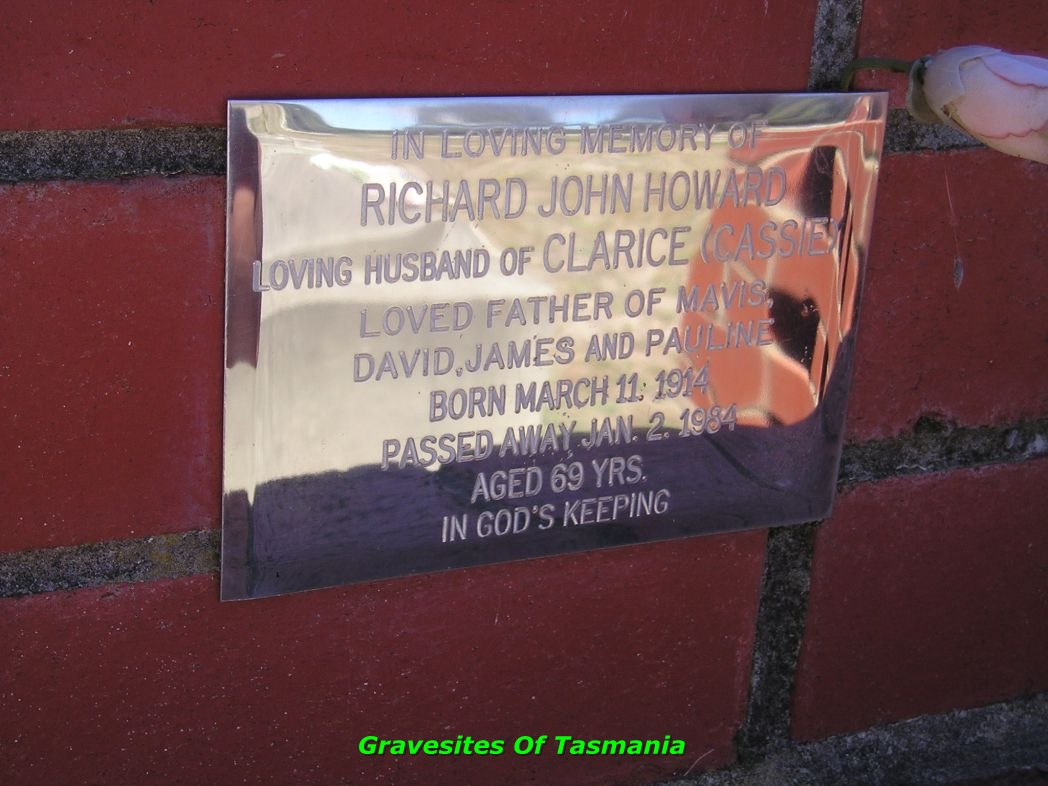 IN LOVING MEMORY OF
RICHARD JOHN HOWARD
LOVING HUSBAND OF CLARICE (CASSIE)
LOVED FATHER OF MAVIS,
DAVID, JAMES AND PAULINE
BORN MARCH 11. 1914
PASSED AWAY JAN. 2. 1984
AGED 69 YRS.
IN GOD'S KEEPING
Gravesites Of Tasmania